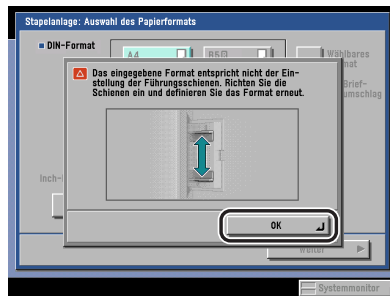 Stapelanlage: Auswahl des Papierformats
DIN-Format
A4
B5
Wählbares
mat
Brief-
umschlag
Das eingegebene Format entspricht nicht der Ein-
stellung der Führungsschienen. Richten Sie die
Schienen ein und definieren Sie das Format erneut.
Inch-
OK
Weiter
Systemmonitor